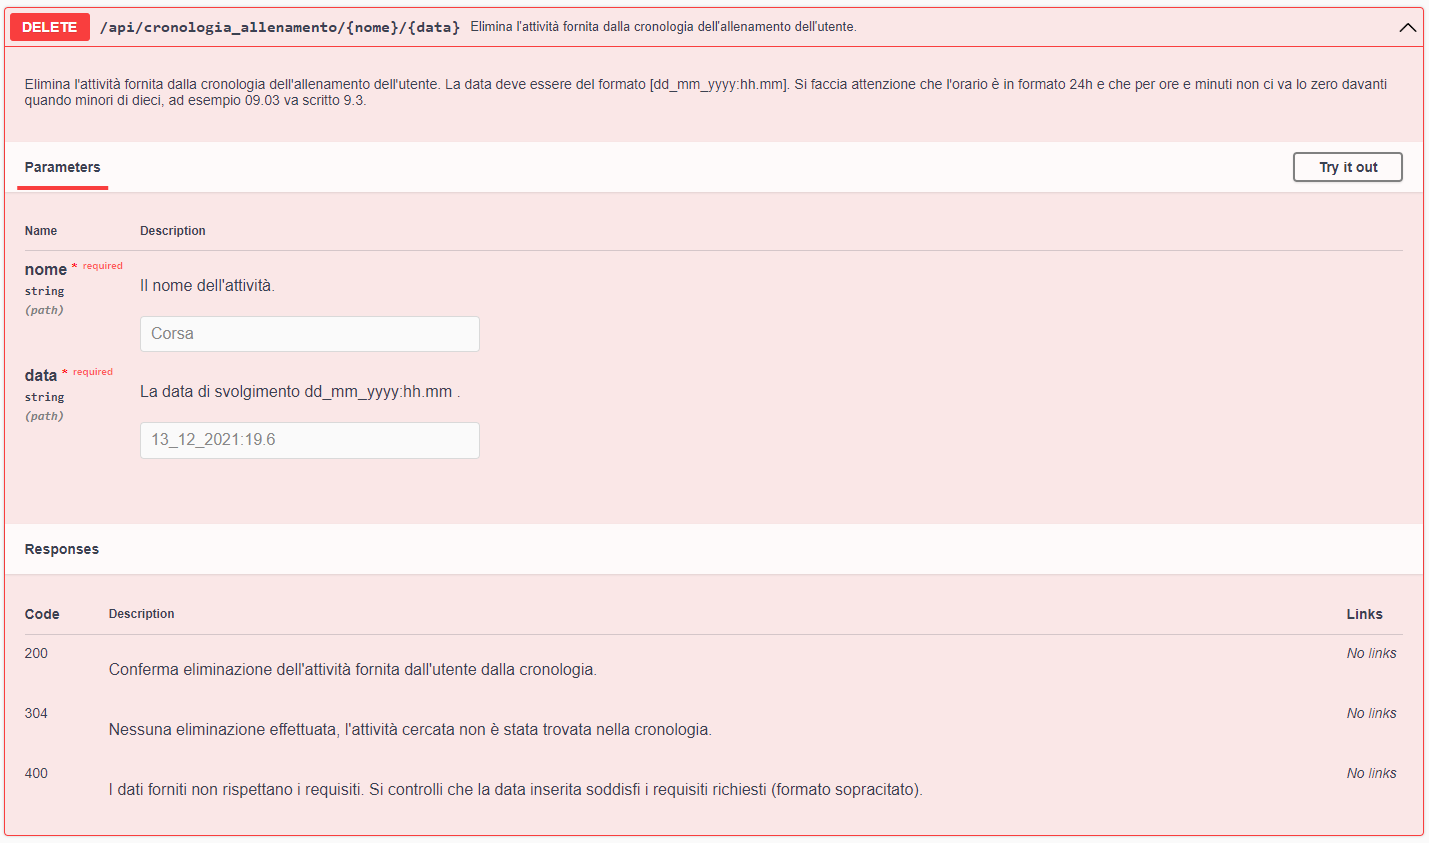 DELETE /api/cronologia_allenamento/{nome}/{data} Elimina l'attività fornita dalla cronologia dell'allenamento dell'utente.
Elimina l'attività fornita dalla cronologia dell'allenamento dell'utente. La data deve essere del formato [dd_mm_yyyy:hh.mm]. Si faccia attenzione che l'orario è in formato 24h e che per ore e minuti non ci va lo zero davanti
quando minori di dieci, ad esempio 09.03 va scritto 9.3.
Parameters Try it out
Name Description
nome * required
string
(path)
Il nome dell'attività.
Corsa
data * required
string
(path)
La data di svolgimento dd_mm_yyyy:hh.mm .
13_12_2021:19.6
Responses
Code Description Links
200 No links
Conferma eliminazione dell'attività fornita dall'utente dalla cronologia.
304 No links
Nessuna eliminazione effettuata, l'attività cercata non è stata trovata nella cronologia.
400 No links
I dati forniti non rispettano i requisiti. Si controlli che la data inserita soddisfi i requisiti richiesti (formato sopracitato).